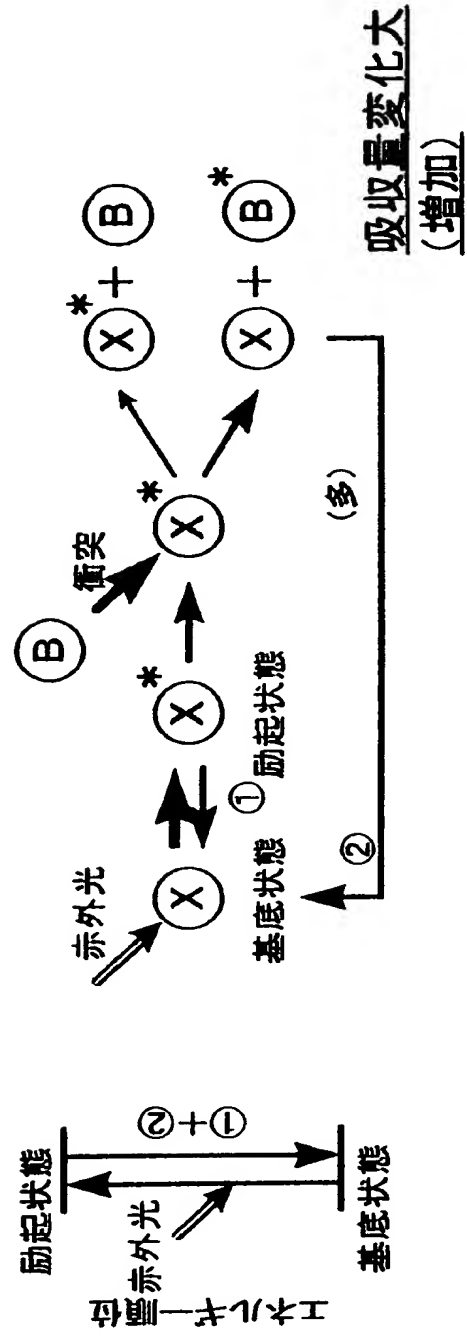 エネルギー準位
励起状態
赤外光
①+②
基底状態
赤外光
X
基底状態
①
X*
励起状態
B
衝突
X*
X* + B
X + B*
②
(多)
吸収量変化大
(増加)